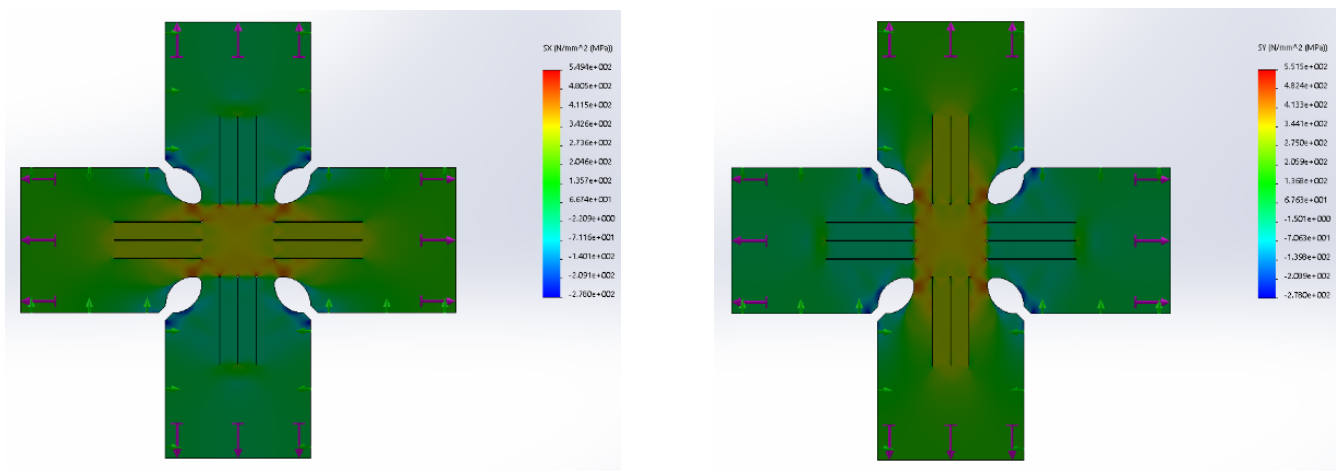 SX (N/mm^2 (MPa))
5.494e+002
4.805e+002
4.115e+002
3.426e+002
2.736e+002
2.046e+002
1.357e+002
6.674e+001
-2.209e+000
-7.116e+001
-1.401e+002
-2.091e+002
-2.780e+002
SY (N/mm^2 (MPa))
5.515e+002
4.824e+002
4.133e+002
3.441e+002
2.750e+002
2.059e+002
1.368e+002
6.763e+001
-1.501e+000
-7.063e+001
-1.398e+002
-2.089e+002
-2.780e+002